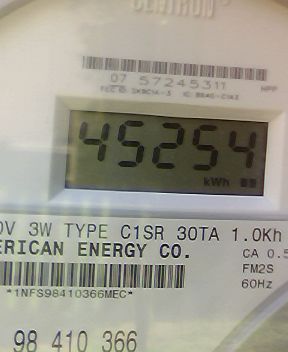 CENTRON®
07 57245311
NPP
45254
kWh
0V 3W TYPE C1SR 30TA 1.0Kh
ERICAN ENERGY CO.
CA 0.5
FM2S
60Hz
*1NFS98410366MEC*
98 410 366